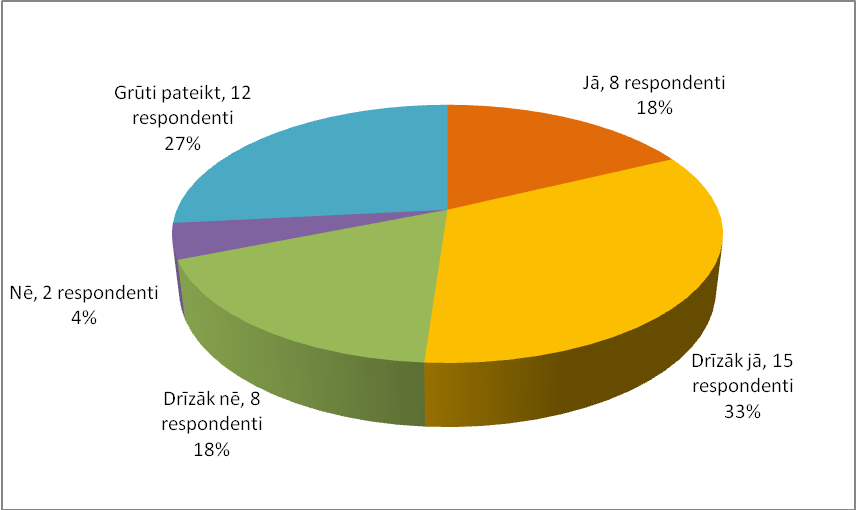 Grūti pateikt, 12
respondenti
27%
Jā, 8 respondenti
18%
Nē, 2 respondenti
4%
Drīzāk jā, 15
respondenti
33%
Drīzāk nē, 8
respondenti
18%